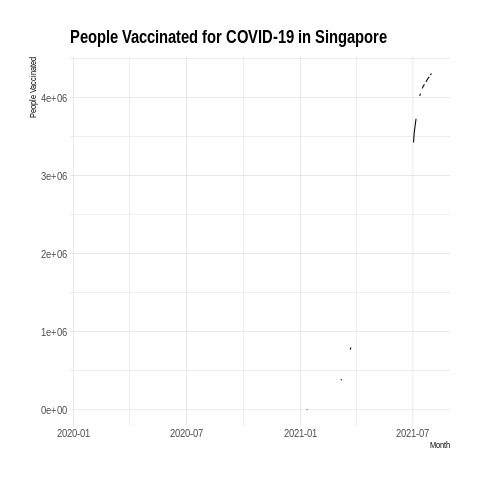 People Vaccinated for COVID-19 in Singapore
People Vaccinated
4e+06
3e+06
2e+06
1e+06
0e+00
2020-01
2020-07
2021-01
2021-07
Month